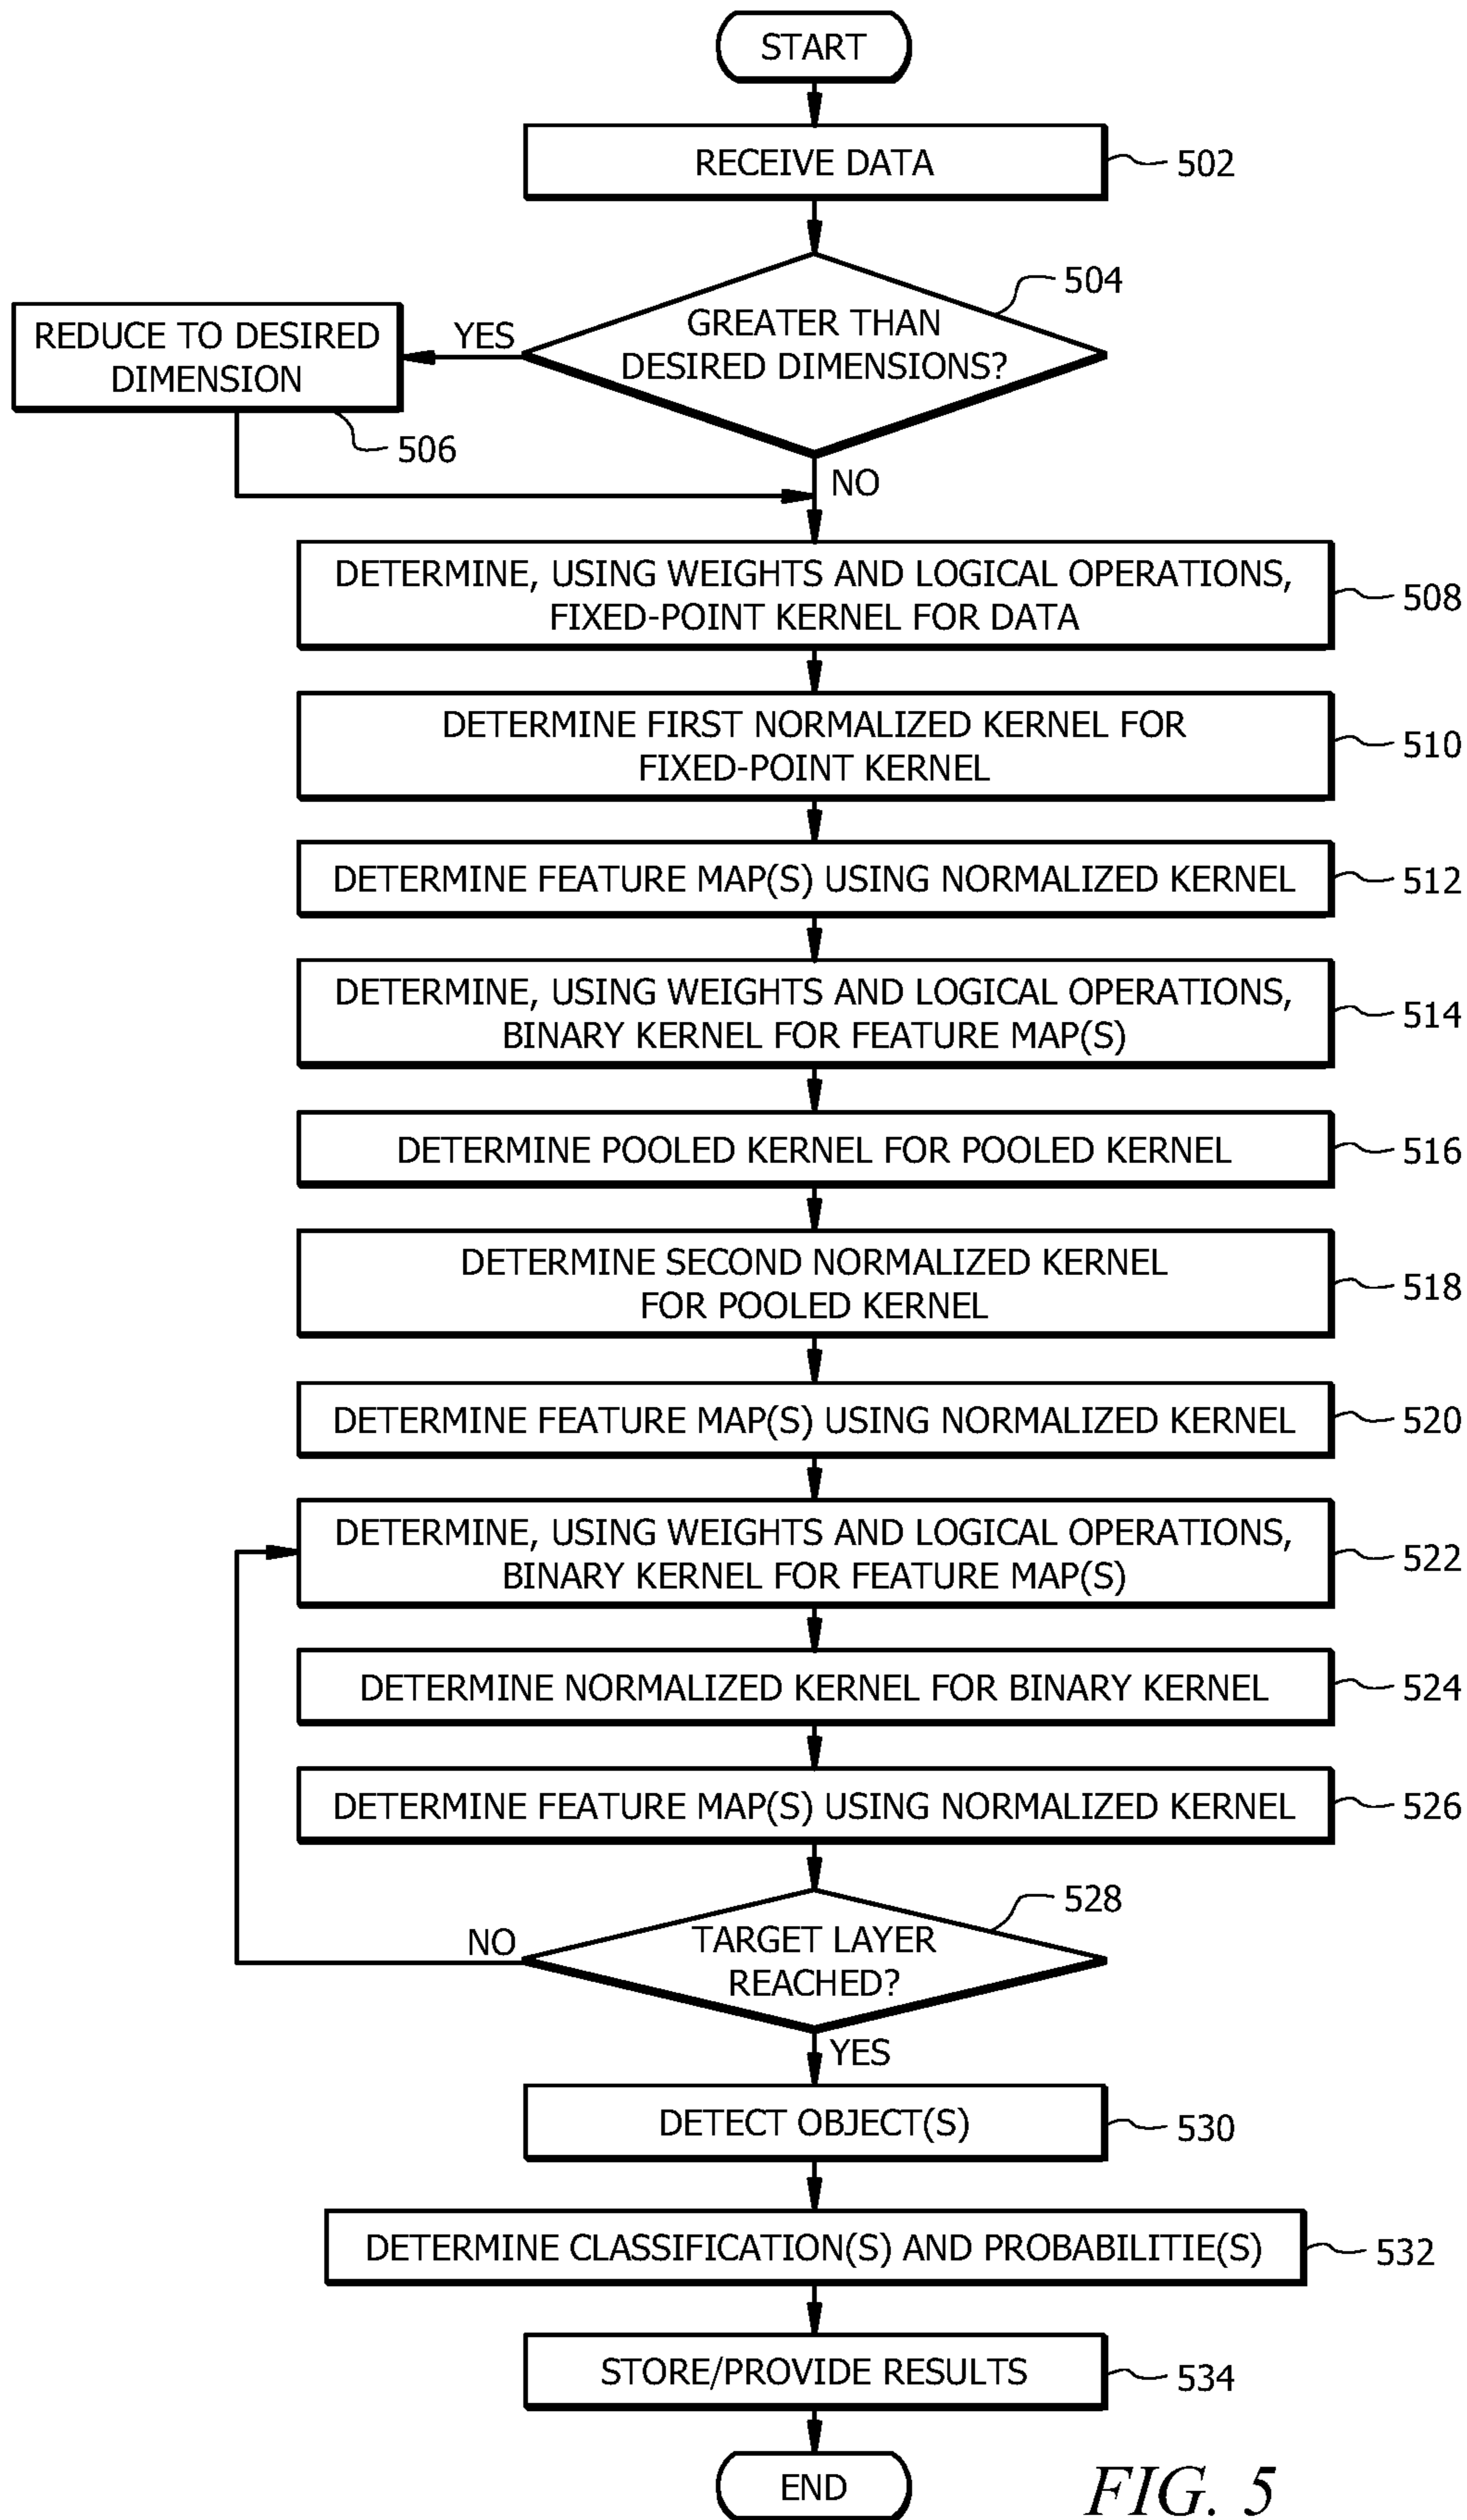 START
RECEIVE DATA
502
504
GREATER THAN
DESIRED DIMENSIONS?
YES
REDUCE TO DESIRED
DIMENSION
506
NO
DETERMINE, USING WEIGHTS AND LOGICAL OPERATIONS,
FIXED-POINT KERNEL FOR DATA
508
DETERMINE FIRST NORMALIZED KERNEL FOR
FIXED-POINT KERNEL
510
DETERMINE FEATURE MAP(S) USING NORMALIZED KERNEL
512
DETERMINE, USING WEIGHTS AND LOGICAL OPERATIONS,
BINARY KERNEL FOR FEATURE MAP(S)
514
DETERMINE POOLED KERNEL FOR POOLED KERNEL
516
DETERMINE SECOND NORMALIZED KERNEL
FOR POOLED KERNEL
518
DETERMINE FEATURE MAP(S) USING NORMALIZED KERNEL
520
DETERMINE, USING WEIGHTS AND LOGICAL OPERATIONS,
BINARY KERNEL FOR FEATURE MAP(S)
522
DETERMINE NORMALIZED KERNEL FOR BINARY KERNEL
524
DETERMINE FEATURE MAP(S) USING NORMALIZED KERNEL
526
528
TARGET LAYER
REACHED?
NO
YES
DETECT OBJECT(S)
530
DETERMINE CLASSIFICATION(S) AND PROBABILITIE(S)
532
STORE/PROVIDE RESULTS
534
END
FIG. 5